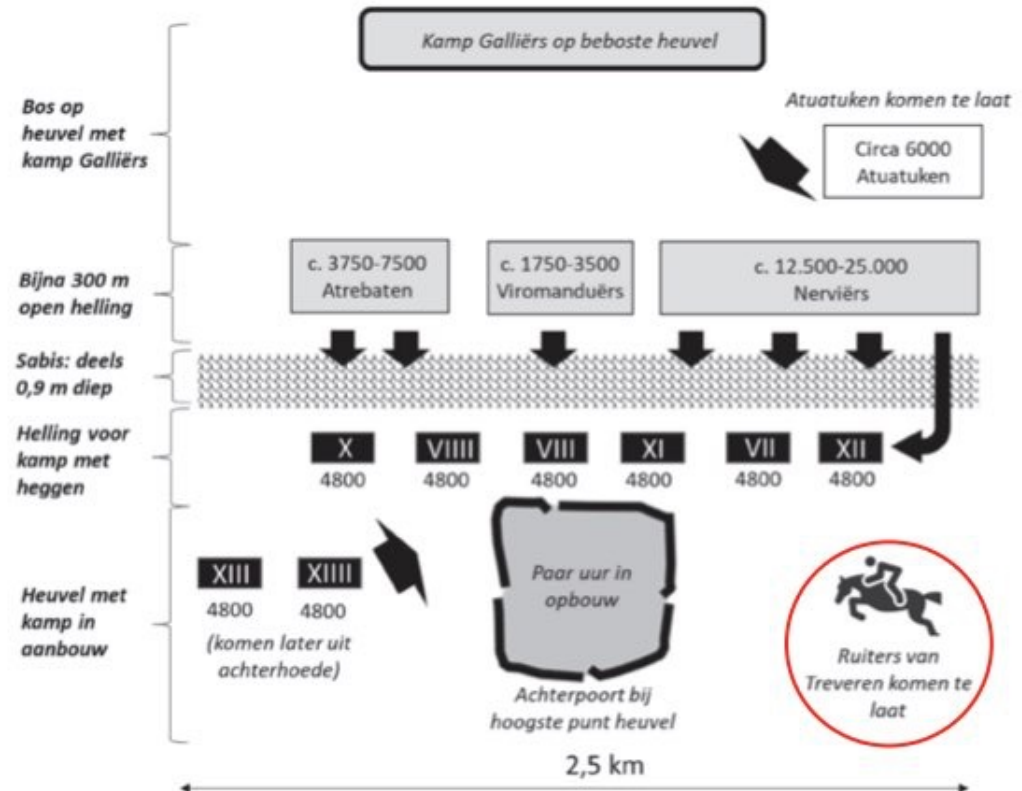 Kamp Galliërs op beboste heuvel
Bos op
heuvel met
kamp Galliërs
Atuatuken komen te laat
Circa 6000
Atuatuken
Bijna 300 m
open helling
c. 3750-7500
Atrebaten
c. 1750-3500
Viromanduërs
c. 12.500-25.000
Nerviërs
Sabis: deels
0,9 m diep
Helling voor
kamp met
heggen
X
VIIII
VIII
XI
VII
XII
4800
4800
4800
4800
4800
4800
Heuvel met
kamp in
aanbouw
XIII
XIIII
4800
4800
(komen later uit
achterhoede)
Paar uur in
opbouw
Achterpoort bij
hoogste punt heuvel
Ruiters van
Treveren komen te
laat
2,5 km